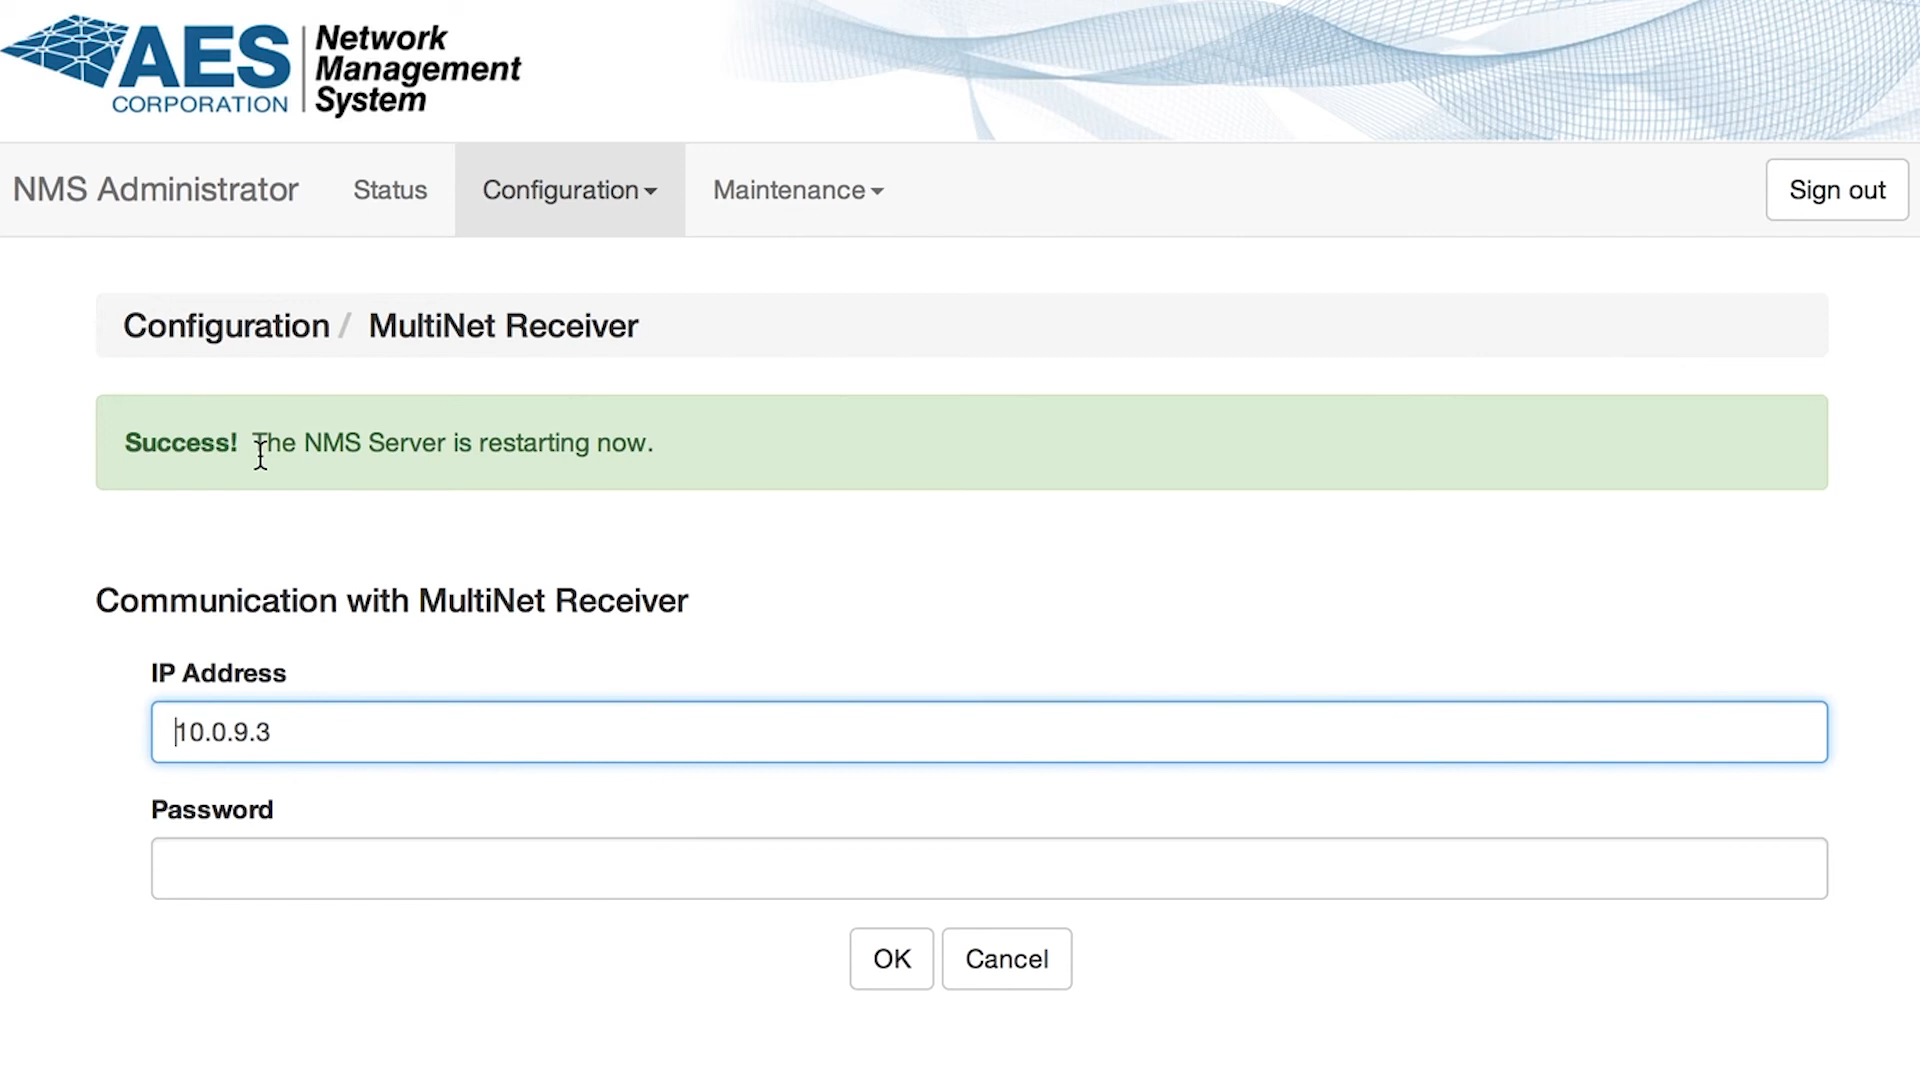 AES
CORPORATION
Network
Management
System
NMS Administrator
Status
Configuration
Maintenance
Sign out
Configuration / MultiNet Receiver
Success! The NMS Server is restarting now.
Communication with MultiNet Receiver
IP Address
10.0.9.3
Password
OK
Cancel